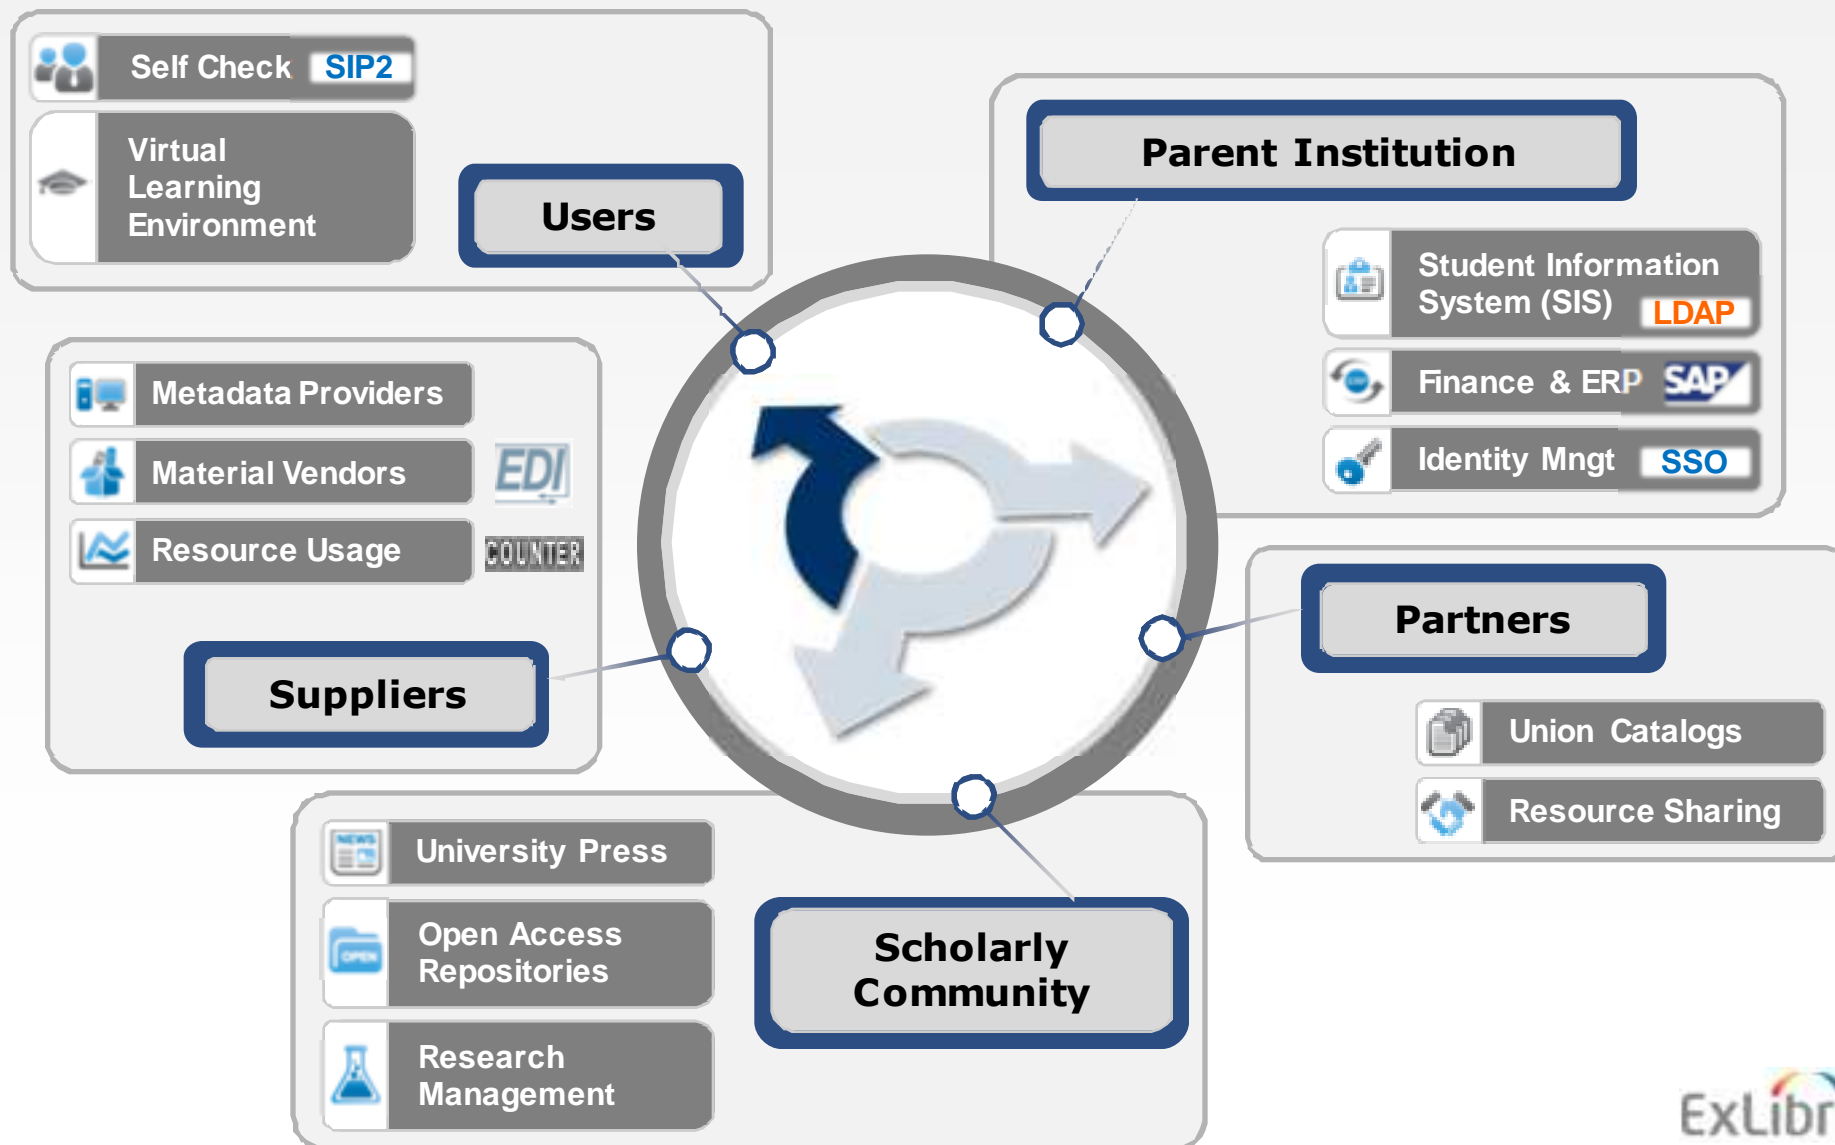 Self Check SIP2
Virtual
Learning
Environment
Users
Parent Institution
Student Information
System (SIS) LDAP
Finance & ERP SAP
Identity Mngt SSO
Metadata Providers
Material Vendors EDI
Resource Usage COUNTER
Suppliers
Partners
Union Catalogs
Resource Sharing
NEWS
University Press
OPEN
Open Access
Repositories
Research
Management
Scholarly
Community
ExLibr